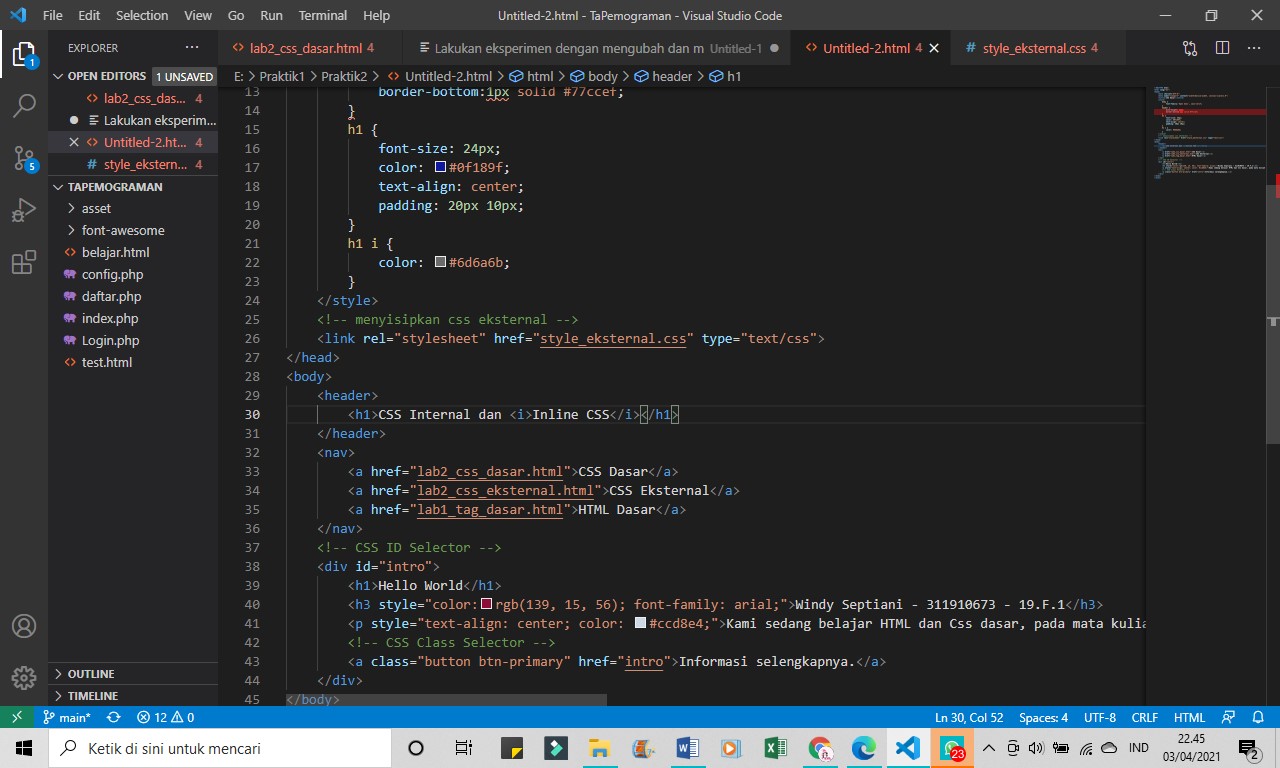 File Edit Selection View Go Run Terminal Help
Untitled-2.html - TaPemograman - Visual Studio Code
EXPLORER
lab2_css_dasar.html 4
Lakukan eksperimen dengan mengubah dan m Untitled-1
Untitled-2.html 4
style_eksternal.css 4
OPEN EDITORS 1 UNSAVED
E: > Praktik1 > Praktik2 > Untitled-2.html > html > body > header > h1
lab2_css_das... 4
Lakukan eksperim...
Untitled-2.ht... 4
style_ekstern... 4
TAPEMOGRAMAN
asset
font-awesome
belajar.html
config.php
daftar.php
index.php
Login.php
test.html
OUTLINE
TIMELINE
13 border-bottom:1px solid #77ccef;
14 }
15 h1 {
16 font-size: 24px;
17 color: #0f189f;
18 text-align: center;
19 padding: 20px 10px;
20 }
21 h1 i {
22 color: #6d6a6b;
23 }
24 </style>
25 <!-- menyisipkan css eksternal -->
26 <link rel="stylesheet" href="style_eksternal.css" type="text/css">
27 </head>
28 <body>
29 <header>
30 <h1>CSS Internal dan <i>Inline CSS</i></h1>
31 </header>
32 <nav>
33 <a href="lab2_css_dasar.html">CSS Dasar</a>
34 <a href="lab2_css_eksternal.html">CSS Eksternal</a>
35 <a href="lab1_tag_dasar.html">HTML Dasar</a>
36 </nav>
37 <!-- CSS ID Selector -->
38 <div id="intro">
39 <h1>Hello World</h1>
40 <h3 style="color:rgb(139, 15, 56); font-family: arial;">Windy Septiani - 311910673 - 19.F.1</h3>
41 <p style="text-align: center; color: #ccd8e4;">Kami sedang belajar HTML dan Css dasar, pada mata kulia
42 <!-- CSS Class Selector -->
43 <a class="button btn-primary" href="intro">Informasi selengkapnya.</a>
44 </div>
45 </body>
main* 12 0
Ln 30, Col 52 Spaces: 4 UTF-8 CRLF HTML
Ketik di sini untuk mencari
23
IND
22.45
03/04/2021
2
1
5